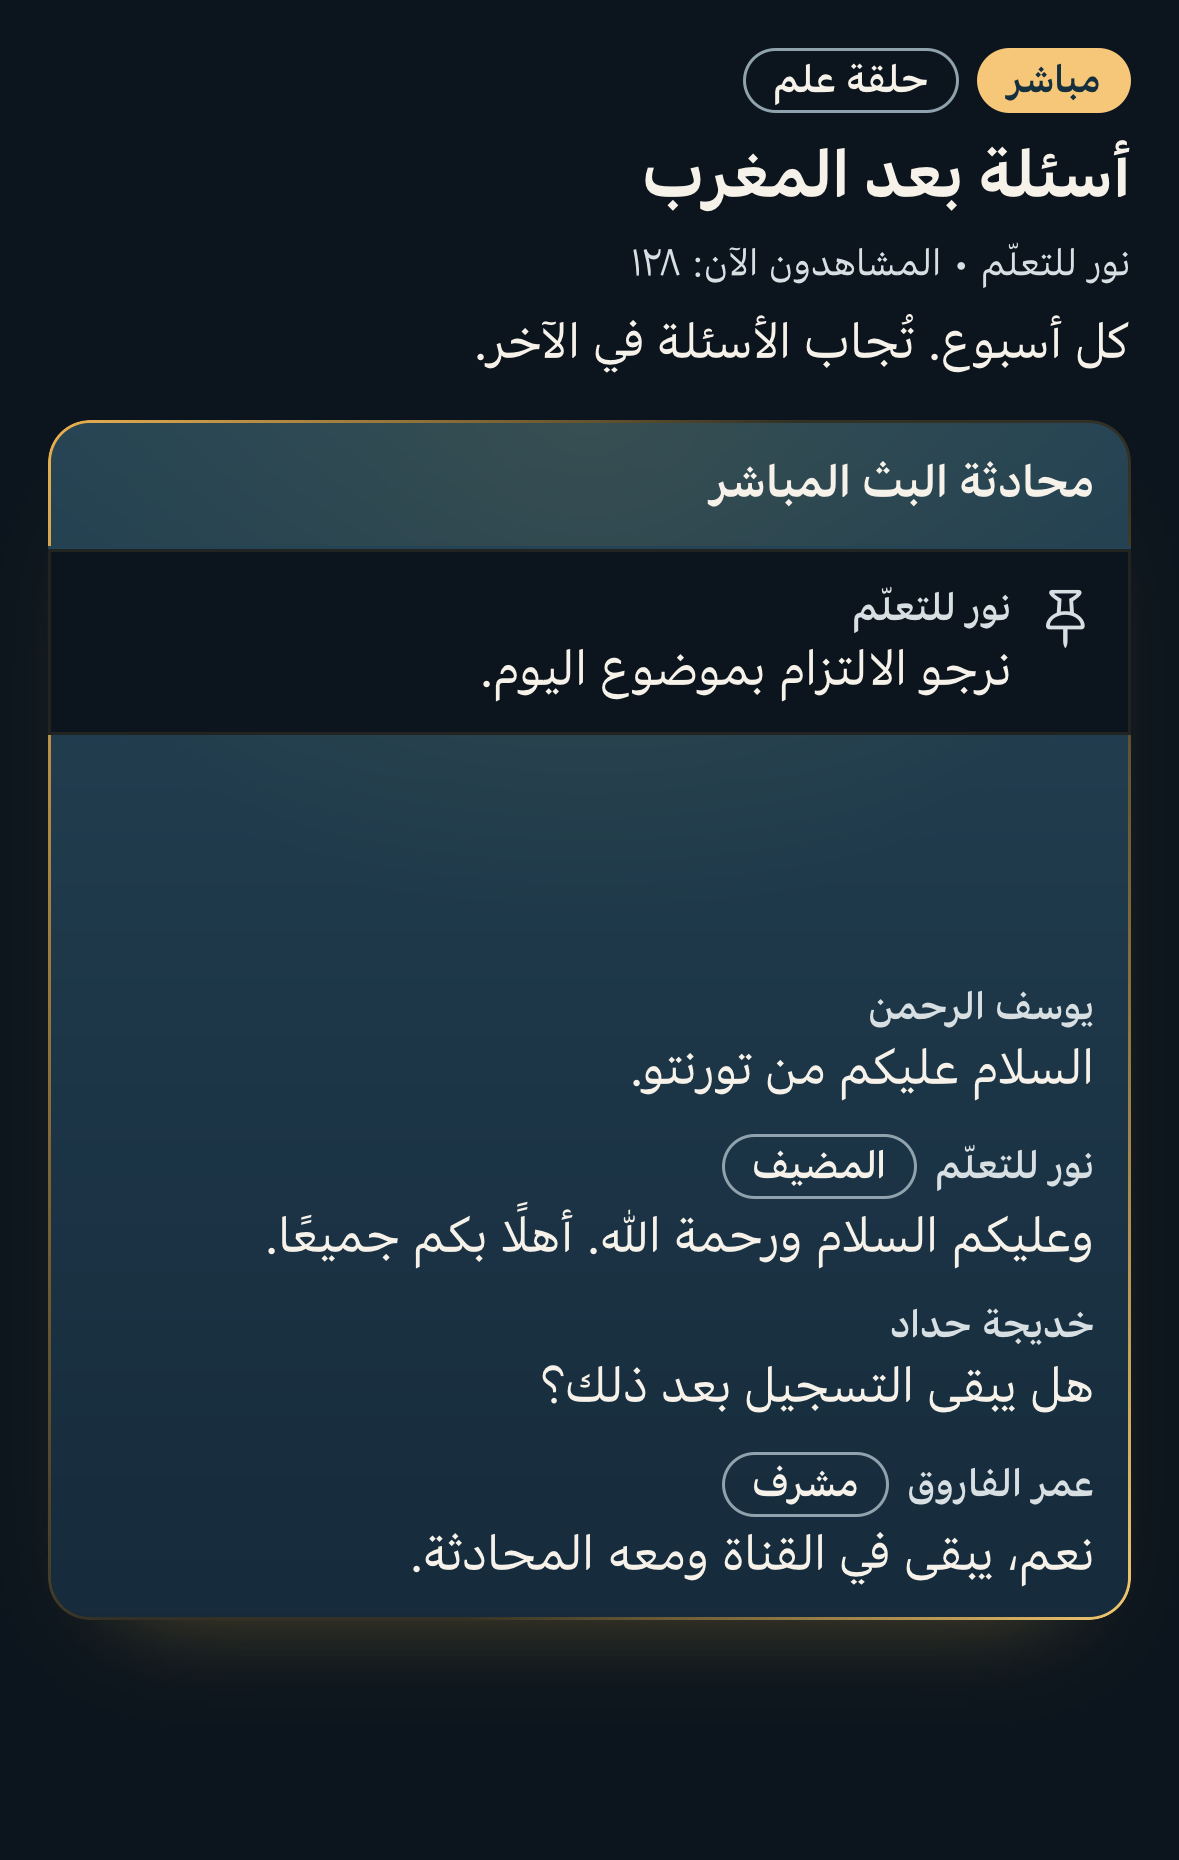 مباشر حلقة علم
أسئلة بعد المغرب
نور للتعلّم • المشاهدون الآن: ١٢٨
كل أسبوع. تُجاب الأسئلة في الآخر.
محادثة البث المباشر
نور للتعلّم
نرجو الالتزام بموضوع اليوم.
يوسف الرحمن
السلام عليكم من تورنتو.
نور للتعلّم المضيف
وعليكم السلام ورحمة الله. أهلًا بكم جميعًا.
خديجة حداد
هل يبقى التسجيل بعد ذلك؟
عمر الفاروق مشرف
نعم، يبقى في القناة ومعه المحادثة.